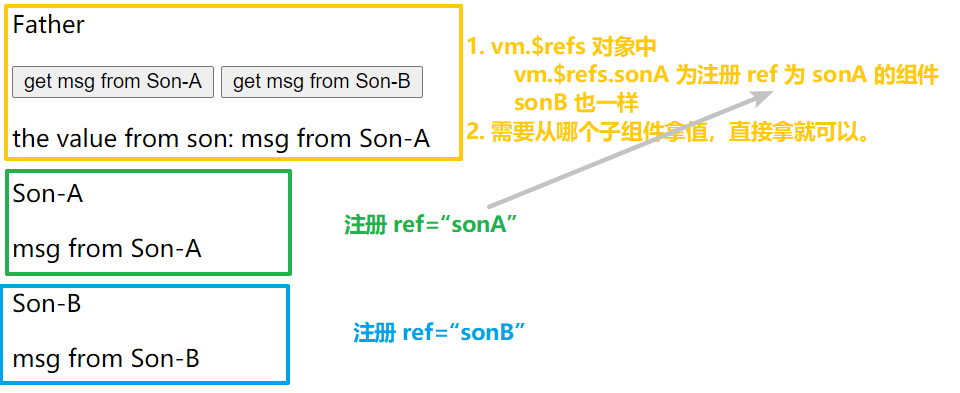 Father
get msg from Son-A get msg from Son-B
the value from son: msg from Son-A
1. vm.$refs 对象中
vm.$refs.sonA 为注册 ref 为 sonA 的组件
sonB 也一样
2. 需要从哪个子组件拿值，直接拿就可以。
Son-A
msg from Son-A
注册 ref=“sonA”
Son-B
msg from Son-B
注册 ref=“sonB”